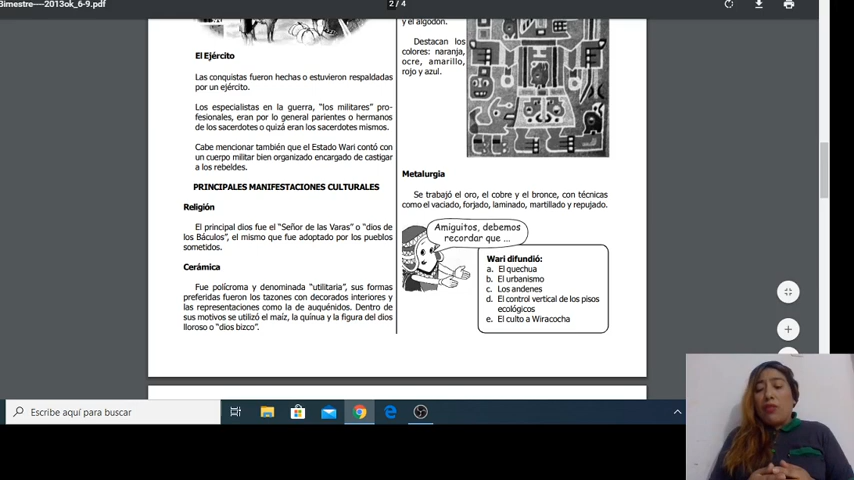 Bimestre----2013ok_6-9.pdf
2/4
El Ejército
Las conquistas fueron hechas o estuvieron respaldadas
por un ejército.
Los especialistas en la guerra, "los militares" pro-
fesionales, eran por lo general parientes o hermanos
de los sacerdotes o quizá eran los sacerdotes mismos.
Cabe mencionar también que el Estado Wari contó con
un cuerpo militar bien organizado encargado de castigar
a los rebeldes.
PRINCIPALES MANIFESTACIONES CULTURALES
Religión
El principal dios fue el "Señor de las Varas" o "dios de
los Báculos", el mismo que fue adoptado por los pueblos
sometidos.
Cerámica
Fue polícroma y denominada "utilitaria", sus formas
preferidas fueron los tazones con decorados interiores y
las representaciones como la de auquénidos. Dentro de
sus motivos se utilizó el maíz, la quínua y la figura del dios
lloroso o "dios bizco".
y el algodón.
Destacan los
colores: naranja,
ocre, amarillo,
rojo y azul.
Metalurgia
Se trabajó el oro, el cobre y el bronce, con técnicas
como el vaciado, forjado, laminado, martillado y repujado.
Amiguitos, debemos
recordar que ...
Wari difundió:
a. El quechua
b. El urbanismo
c. Los andenes
d. El control vertical de los pisos
ecológicos
e. El culto a Wiracocha
Escribe aquí para buscar